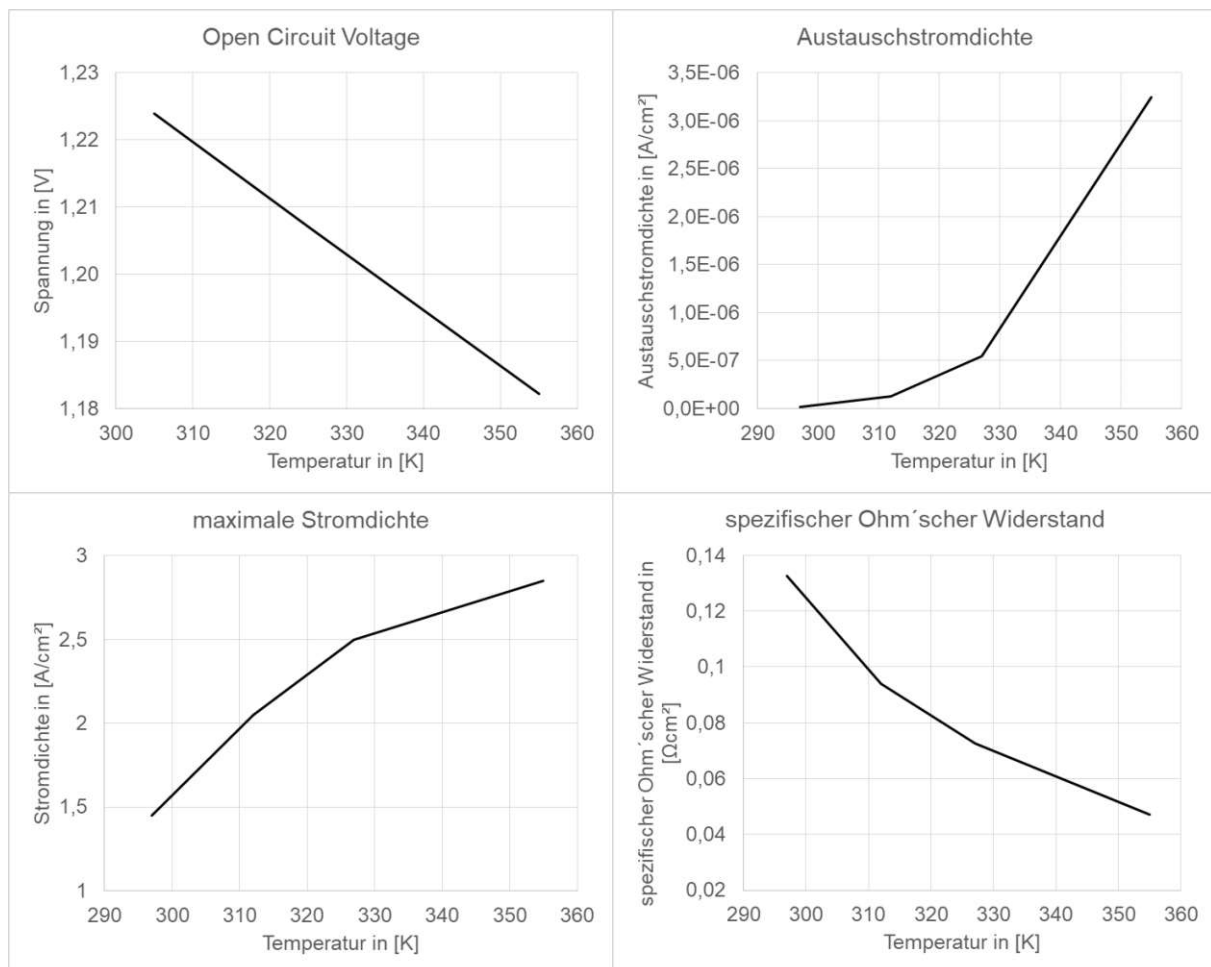 Open Circuit Voltage
Spannung in [V]
1,23
1,22
1,21
1,20
1,19
1,18
300 310 320 330 340 350 360
Temperatur in [K]
Austauschstromdichte
Austauschstromdichte in [A/cm²]
3,5E-06
3,0E-06
2,5E-06
2,0E-06
1,5E-06
1,0E-06
5,0E-07
0,0E+00
290 300 310 320 330 340 350 360
Temperatur in [K]
maximale Stromdichte
Stromdichte in [A/cm²]
3
2,5
2
1,5
1
290 300 310 320 330 340 350 360
Temperatur in [K]
spezifischer Ohm´scher Widerstand
spezifischer Ohm´scher Widerstand in
[Ωcm²]
0,14
0,12
0,1
0,08
0,06
0,04
0,02
290 300 310 320 330 340 350 360
Temperatur in [K]